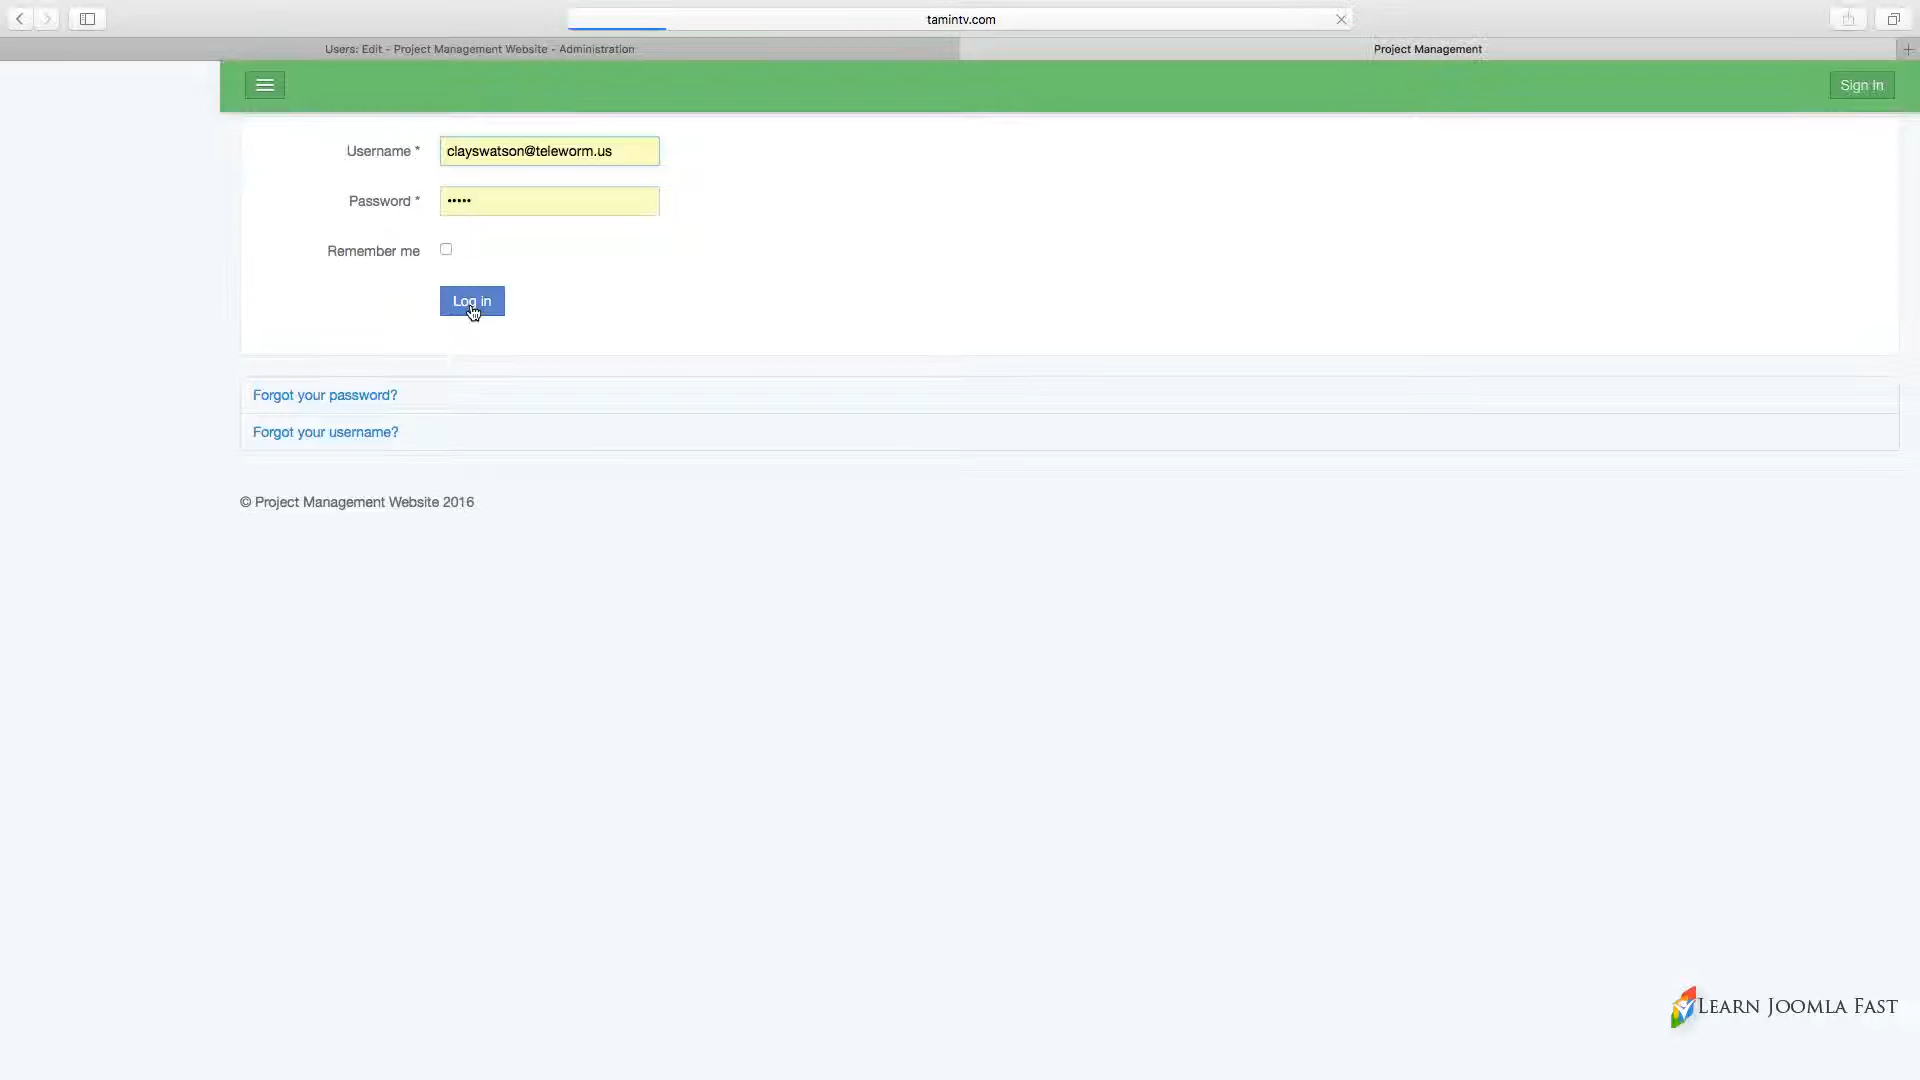 tamintv.com
Users: Edit - Project Management Website - Administration
Project Management
Sign In
Username *
clayswatson@teleworm.us
Password *
•••••
Remember me
Log in
Forgot your password?
Forgot your username?
© Project Management Website 2016
Learn Joomla Fast